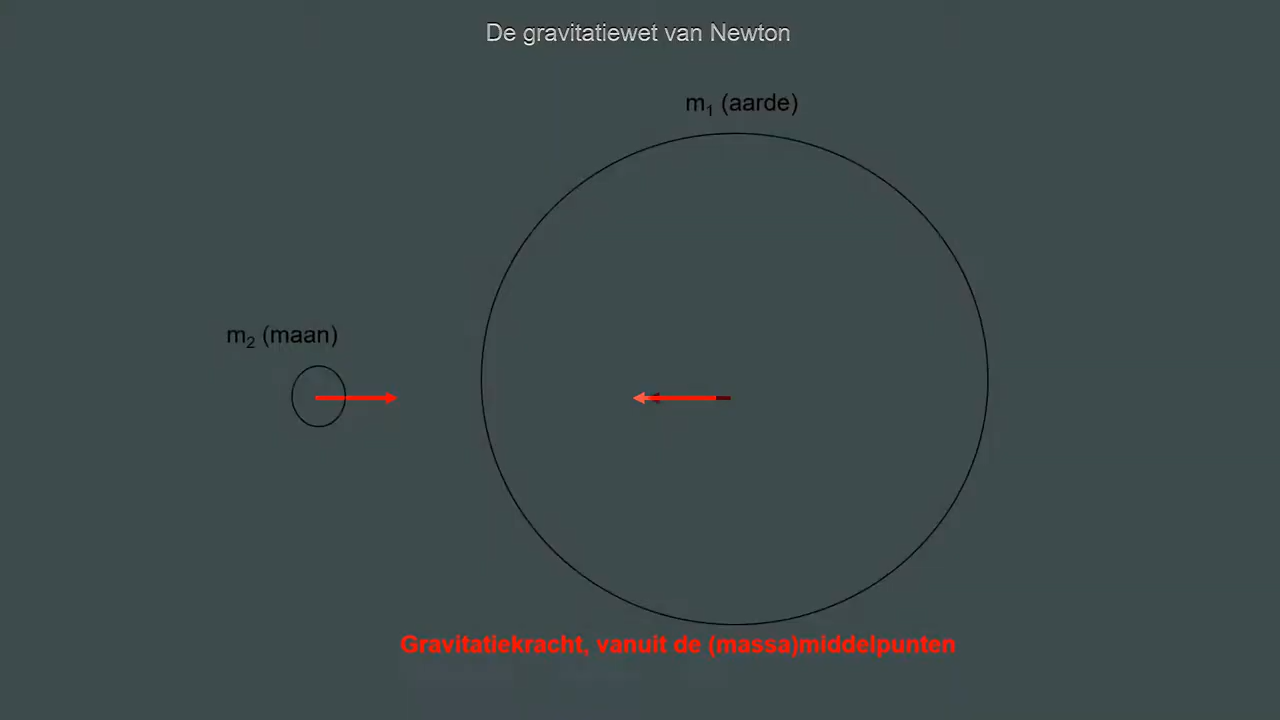 De gravitatiewet van Newton
m₁ (aarde)
m₂ (maan)
Gravitatiekracht, vanuit de (massa)middelpunten